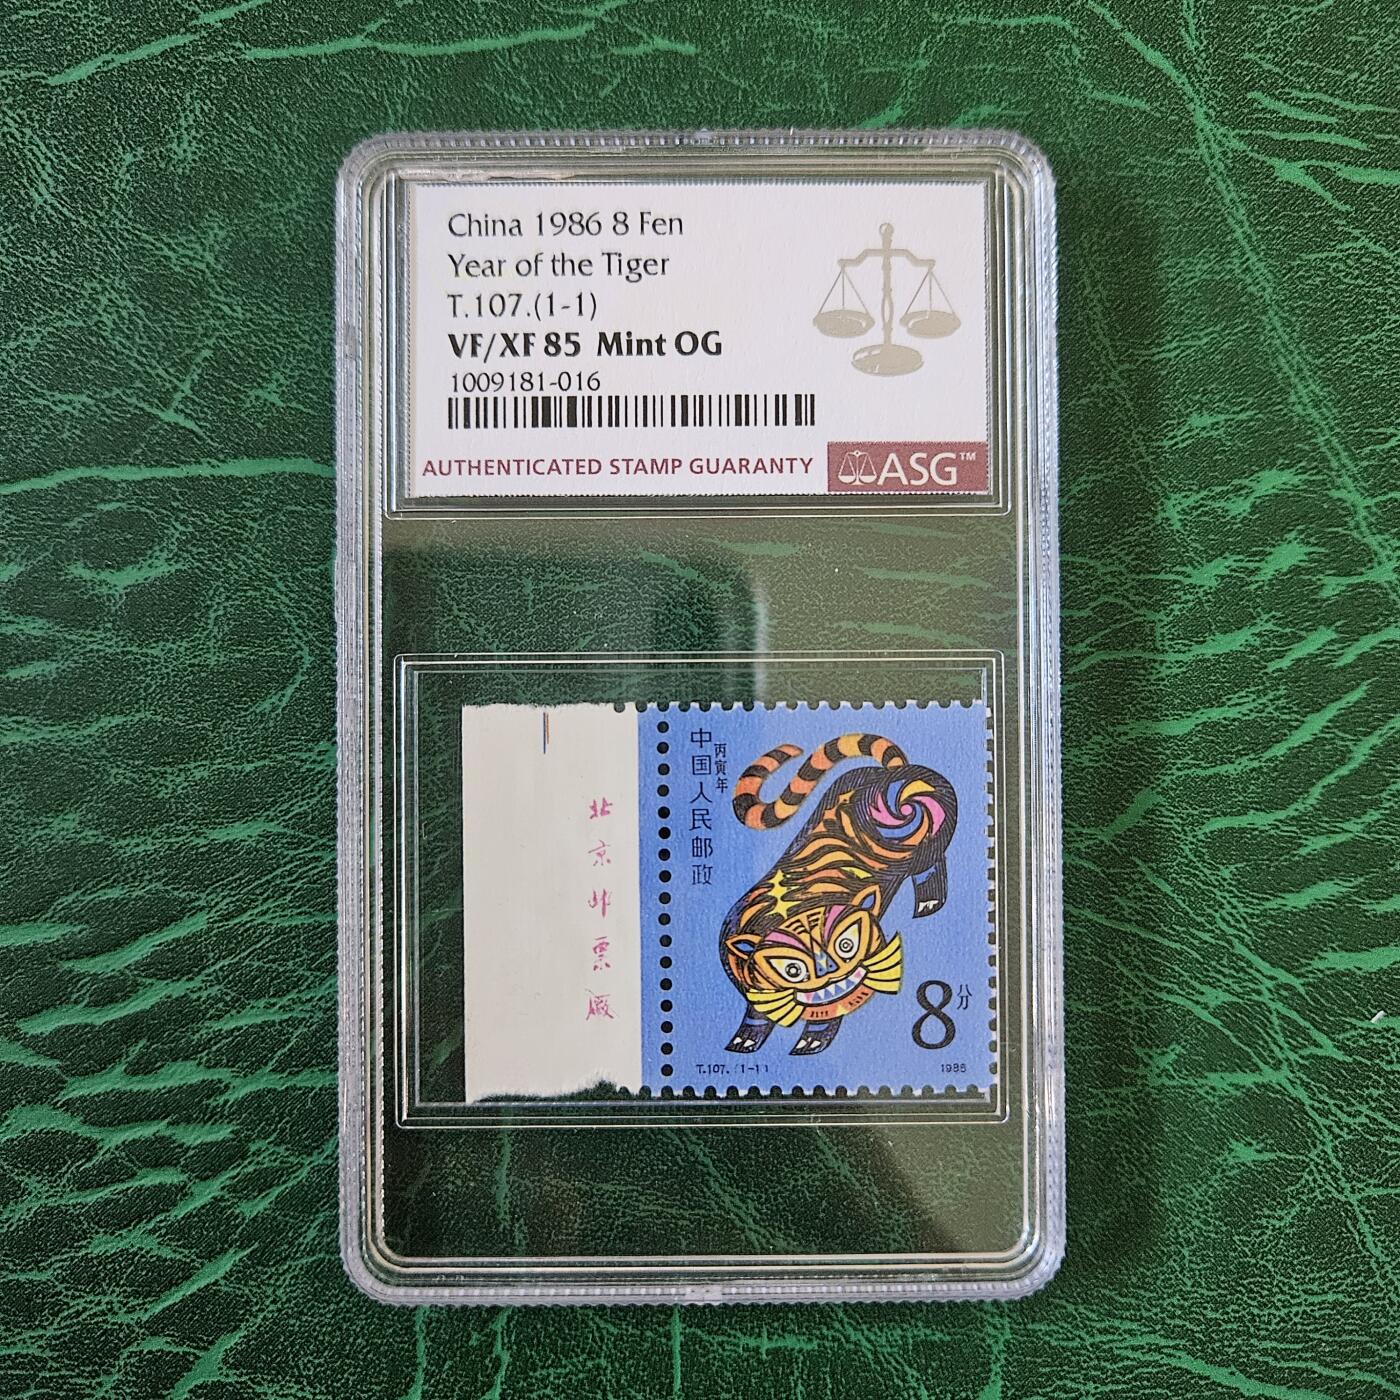 China 1986 8 Fen
Year of the Tiger
T.107.(1-1)
VF/XF 85 Mint OG
1009181-016
AUTHENTICATED STAMP GUARANTY
ASG™
北京邮票厂
中国人民邮政
丙寅年
8分
T.107.(1-1)
1986